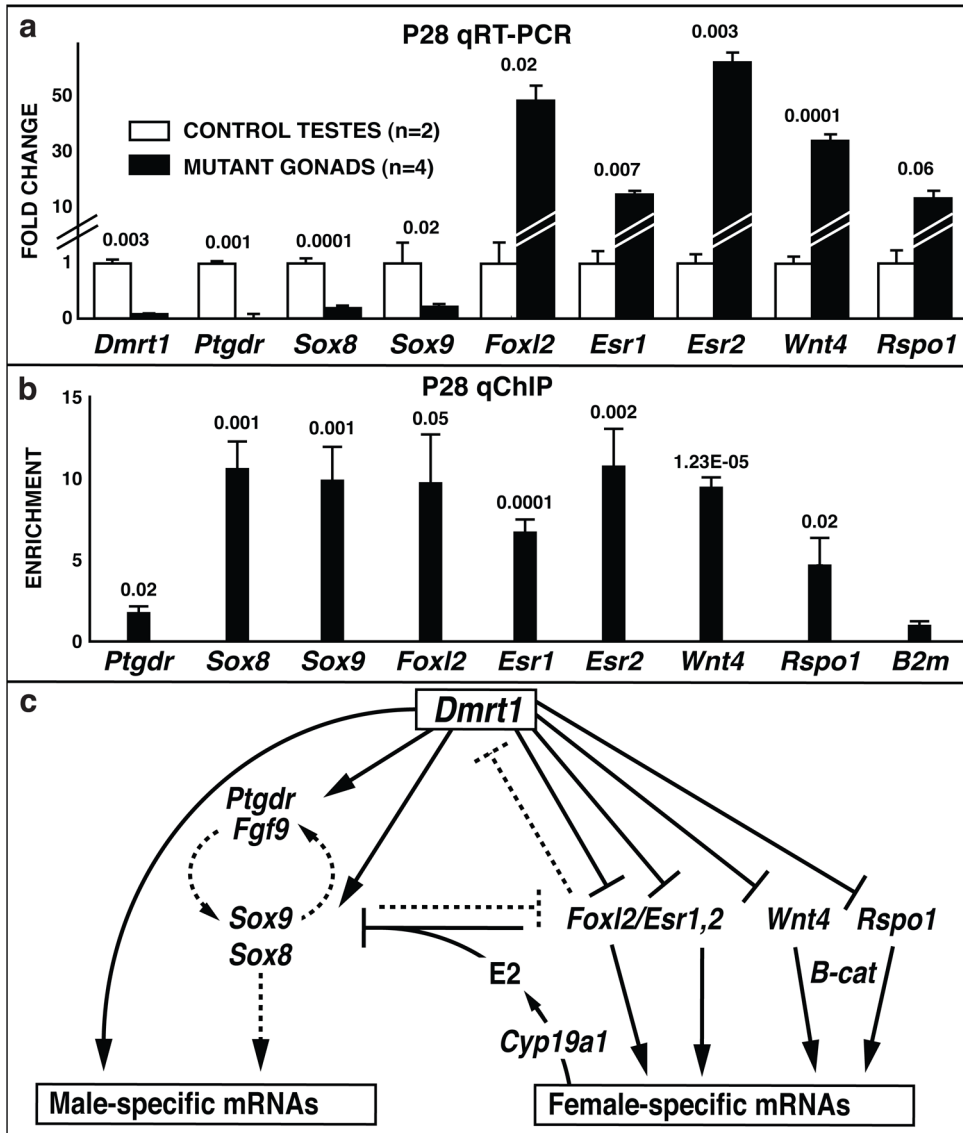 a
P28 qRT-PCR
FOLD CHANGE
50
30
10
1
0
CONTROL TESTES (n=2)
MUTANT GONADS (n=4)
0.003 0.001 0.0001 0.02 0.02 0.007 0.003 0.0001 0.06
Dmrt1 Ptgdr Sox8 Sox9 Foxl2 Esr1 Esr2 Wnt4 Rspo1
b
P28 qChIP
ENRICHMENT
15
10
5
0
0.02 0.001 0.001 0.05 0.0001 0.002 1.23E-05 0.02
Ptgdr Sox8 Sox9 Foxl2 Esr1 Esr2 Wnt4 Rspo1 B2m
c
Dmrt1
Ptgdr
Fgf9
Sox9
Sox8
Foxl2/Esr1,2 Wnt4 Rspo1
B-cat
E2
Cyp19a1
Male-specific mRNAs
Female-specific mRNAs